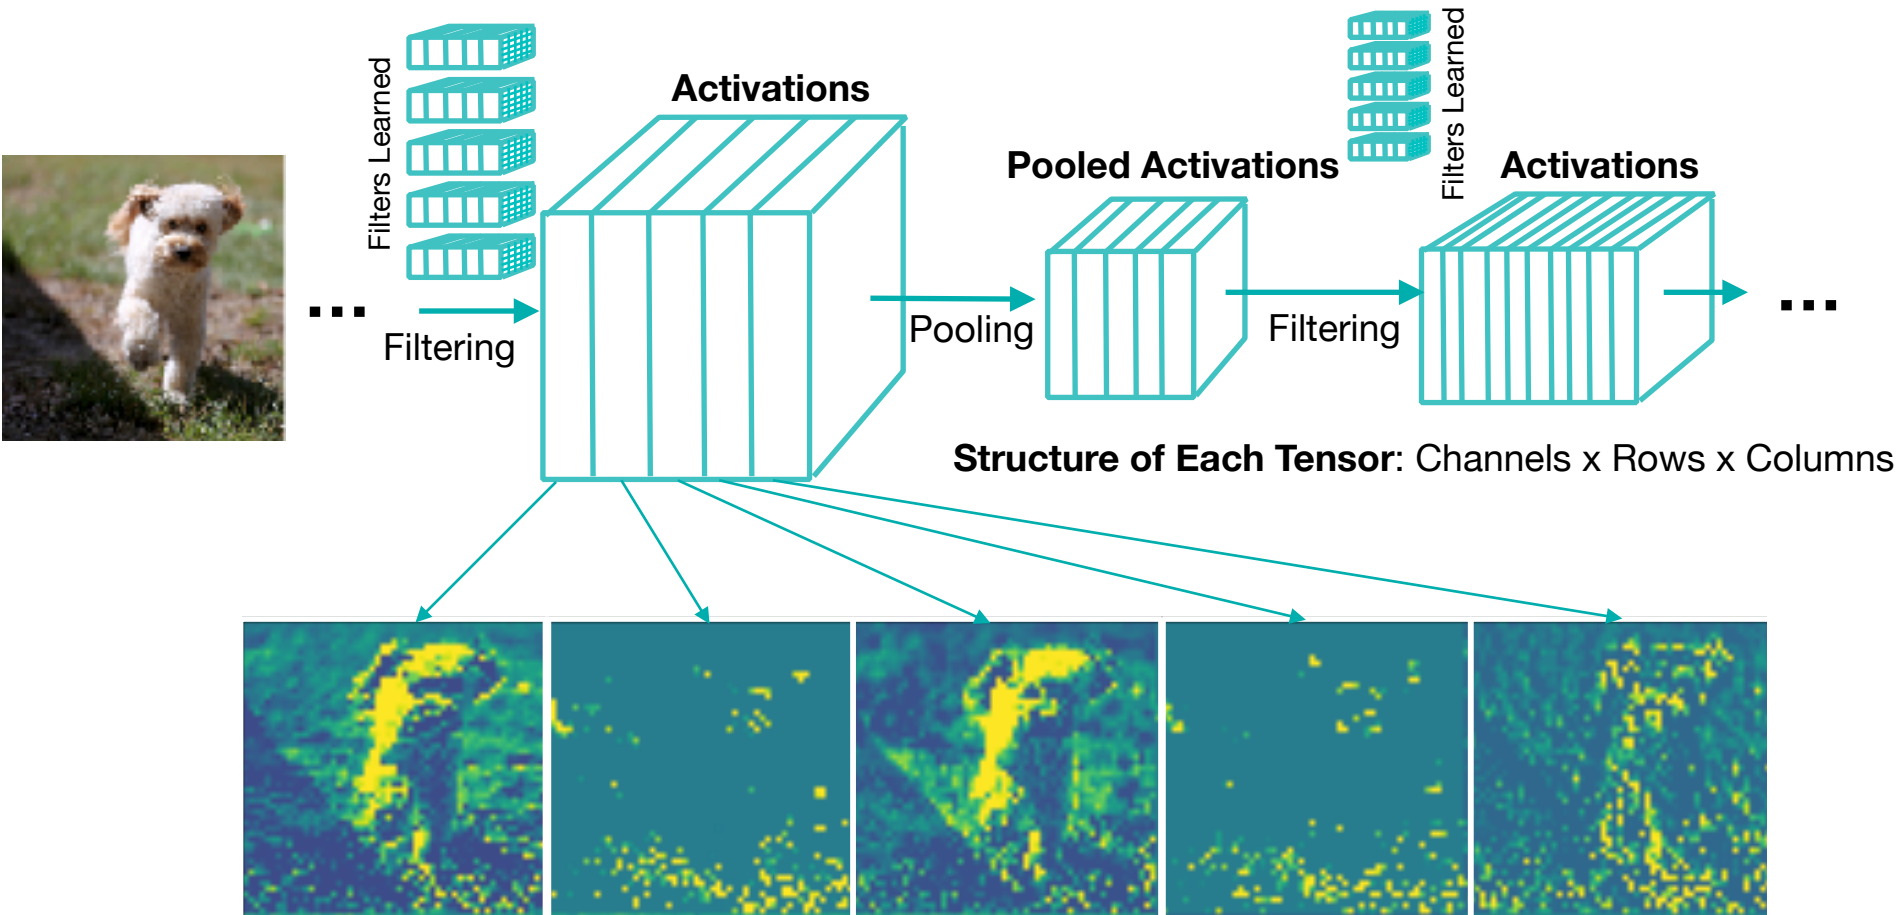 Filters Learned
Activations
Filters Learned
Pooled Activations
Activations
...
Filtering
Pooling
Filtering
...
Structure of Each Tensor: Channels x Rows x Columns